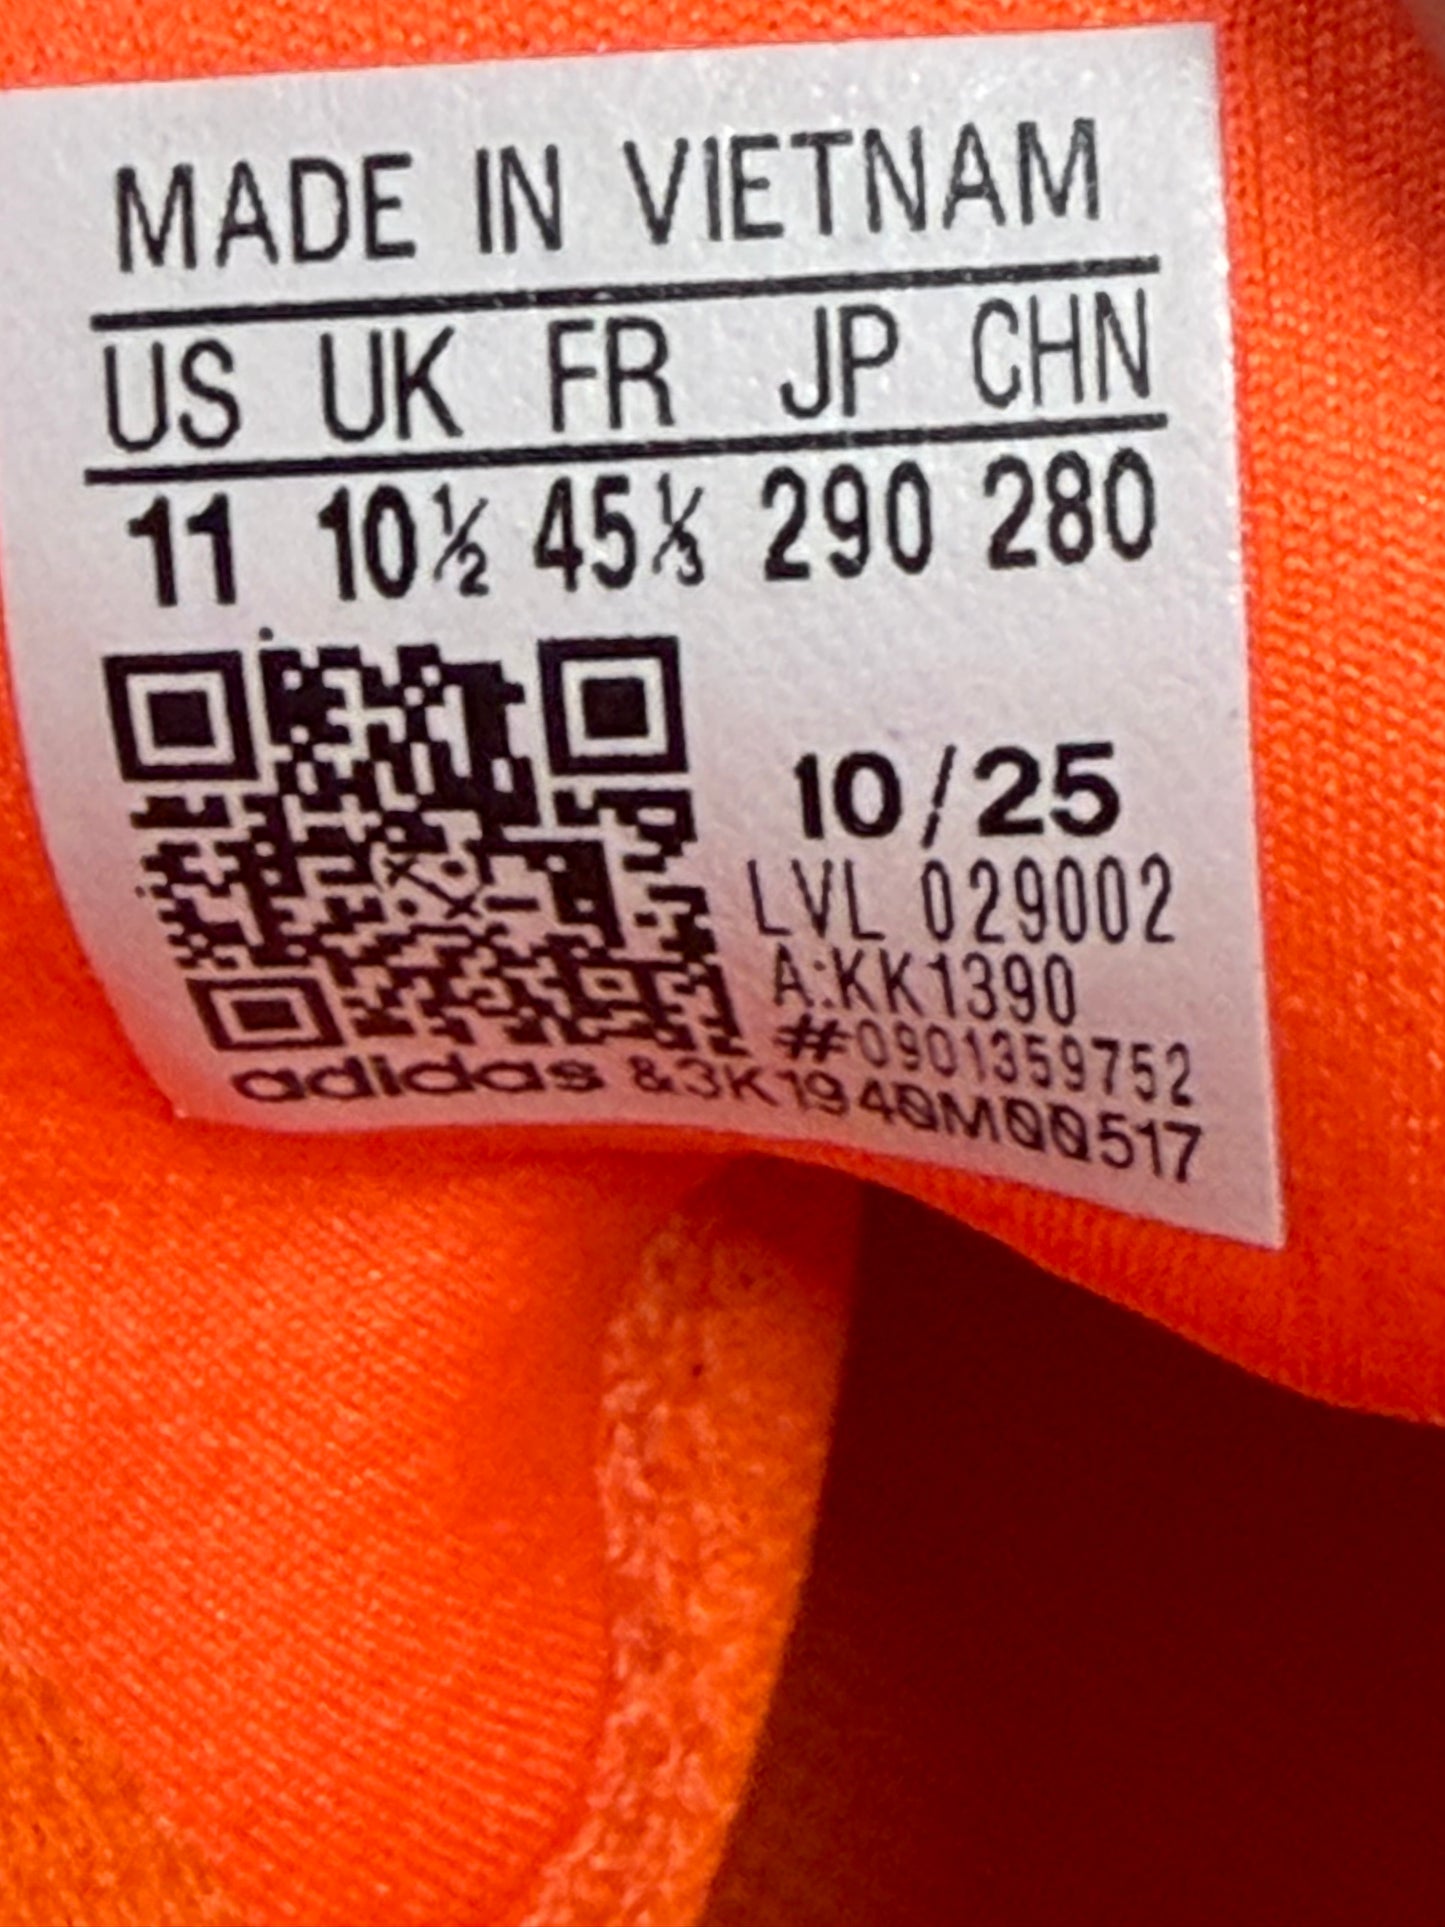 MADE IN VIETNAM
US UK FR JP CHN
11 10½ 45⅓ 290 280
10/25
LVL 029002
A:KK1390
#0901359752
adidas &3K1940M00517